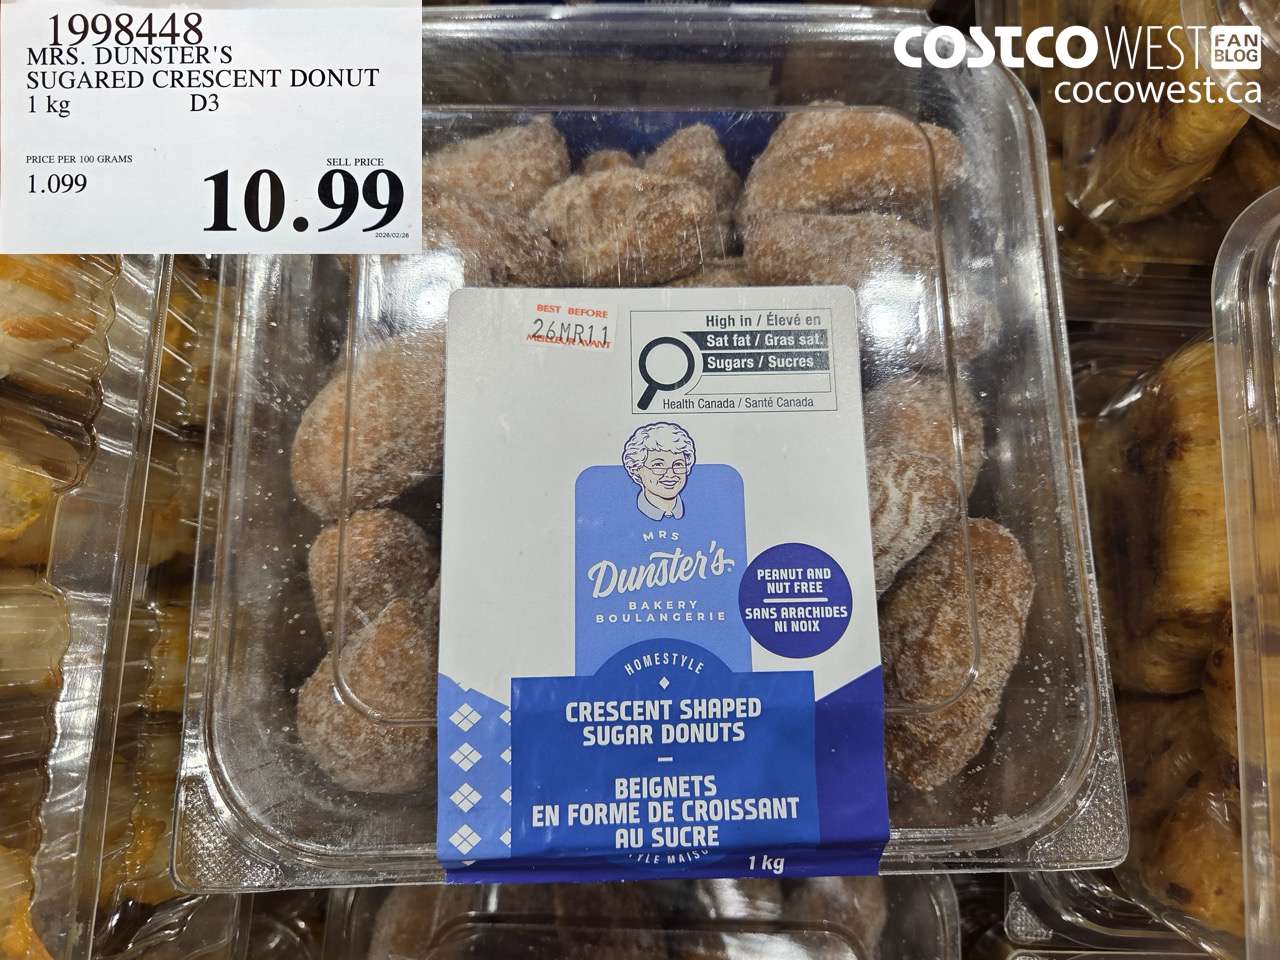 1998448
MRS. DUNSTER'S
SUGARED CRESCENT DONUT
1 kg D3
PRICE PER 100 GRAMS
1.099
SELL PRICE
10.99
2026/02/26
COSTCO WEST FAN BLOG
cocowest.ca
BEST BEFORE
26MR11
MEILLEUR AVANT
High in / Élevé en
Sat fat / Gras sat.
Sugars / Sucres
Health Canada / Santé Canada
MRS
Dunster's
BAKERY
BOULANGERIE
PEANUT AND
NUT FREE
SANS ARACHIDES
NI NOIX
HOMESTYLE
CRESCENT SHAPED
SUGAR DONUTS
BEIGNETS
EN FORME DE CROISSANT
AU SUCRE
1 kg